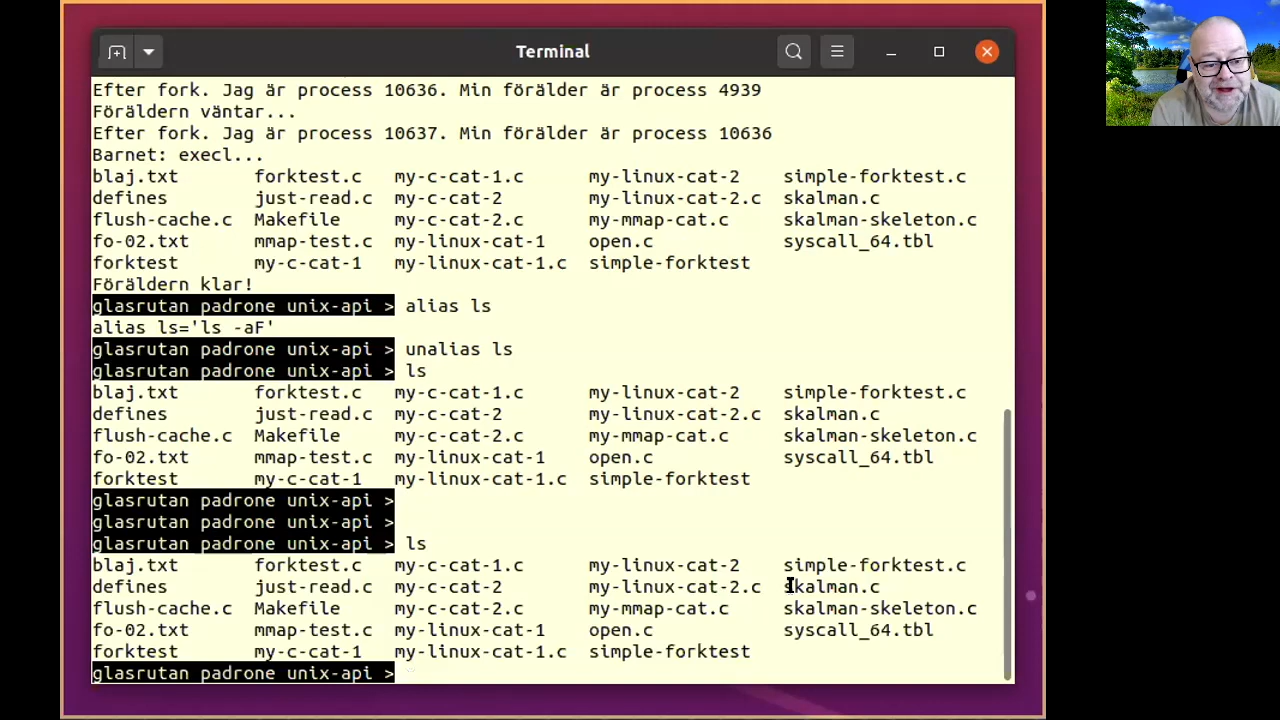 Terminal
Efter fork. Jag är process 10636. Min förälder är process 4939
Föräldern väntar...
Efter fork. Jag är process 10637. Min förälder är process 10636
Barnet: execl...
blaj.txt forktest.c my-c-cat-1.c my-linux-cat-2 simple-forktest.c
defines just-read.c my-c-cat-2 my-linux-cat-2.c skalman.c
flush-cache.c Makefile my-c-cat-2.c my-mmap-cat.c skalman-skeleton.c
fo-02.txt mmap-test.c my-linux-cat-1 open.c syscall_64.tbl
forktest my-c-cat-1 my-linux-cat-1.c simple-forktest
Föräldern klar!
glasrutan padrone unix-api > alias ls
alias ls='ls -aF'
glasrutan padrone unix-api > unalias ls
glasrutan padrone unix-api > ls
blaj.txt forktest.c my-c-cat-1.c my-linux-cat-2 simple-forktest.c
defines just-read.c my-c-cat-2 my-linux-cat-2.c skalman.c
flush-cache.c Makefile my-c-cat-2.c my-mmap-cat.c skalman-skeleton.c
fo-02.txt mmap-test.c my-linux-cat-1 open.c syscall_64.tbl
forktest my-c-cat-1 my-linux-cat-1.c simple-forktest
glasrutan padrone unix-api >
glasrutan padrone unix-api >
glasrutan padrone unix-api > ls
blaj.txt forktest.c my-c-cat-1.c my-linux-cat-2 simple-forktest.c
defines just-read.c my-c-cat-2 my-linux-cat-2.c skalman.c
flush-cache.c Makefile my-c-cat-2.c my-mmap-cat.c skalman-skeleton.c
fo-02.txt mmap-test.c my-linux-cat-1 open.c syscall_64.tbl
forktest my-c-cat-1 my-linux-cat-1.c simple-forktest
glasrutan padrone unix-api >